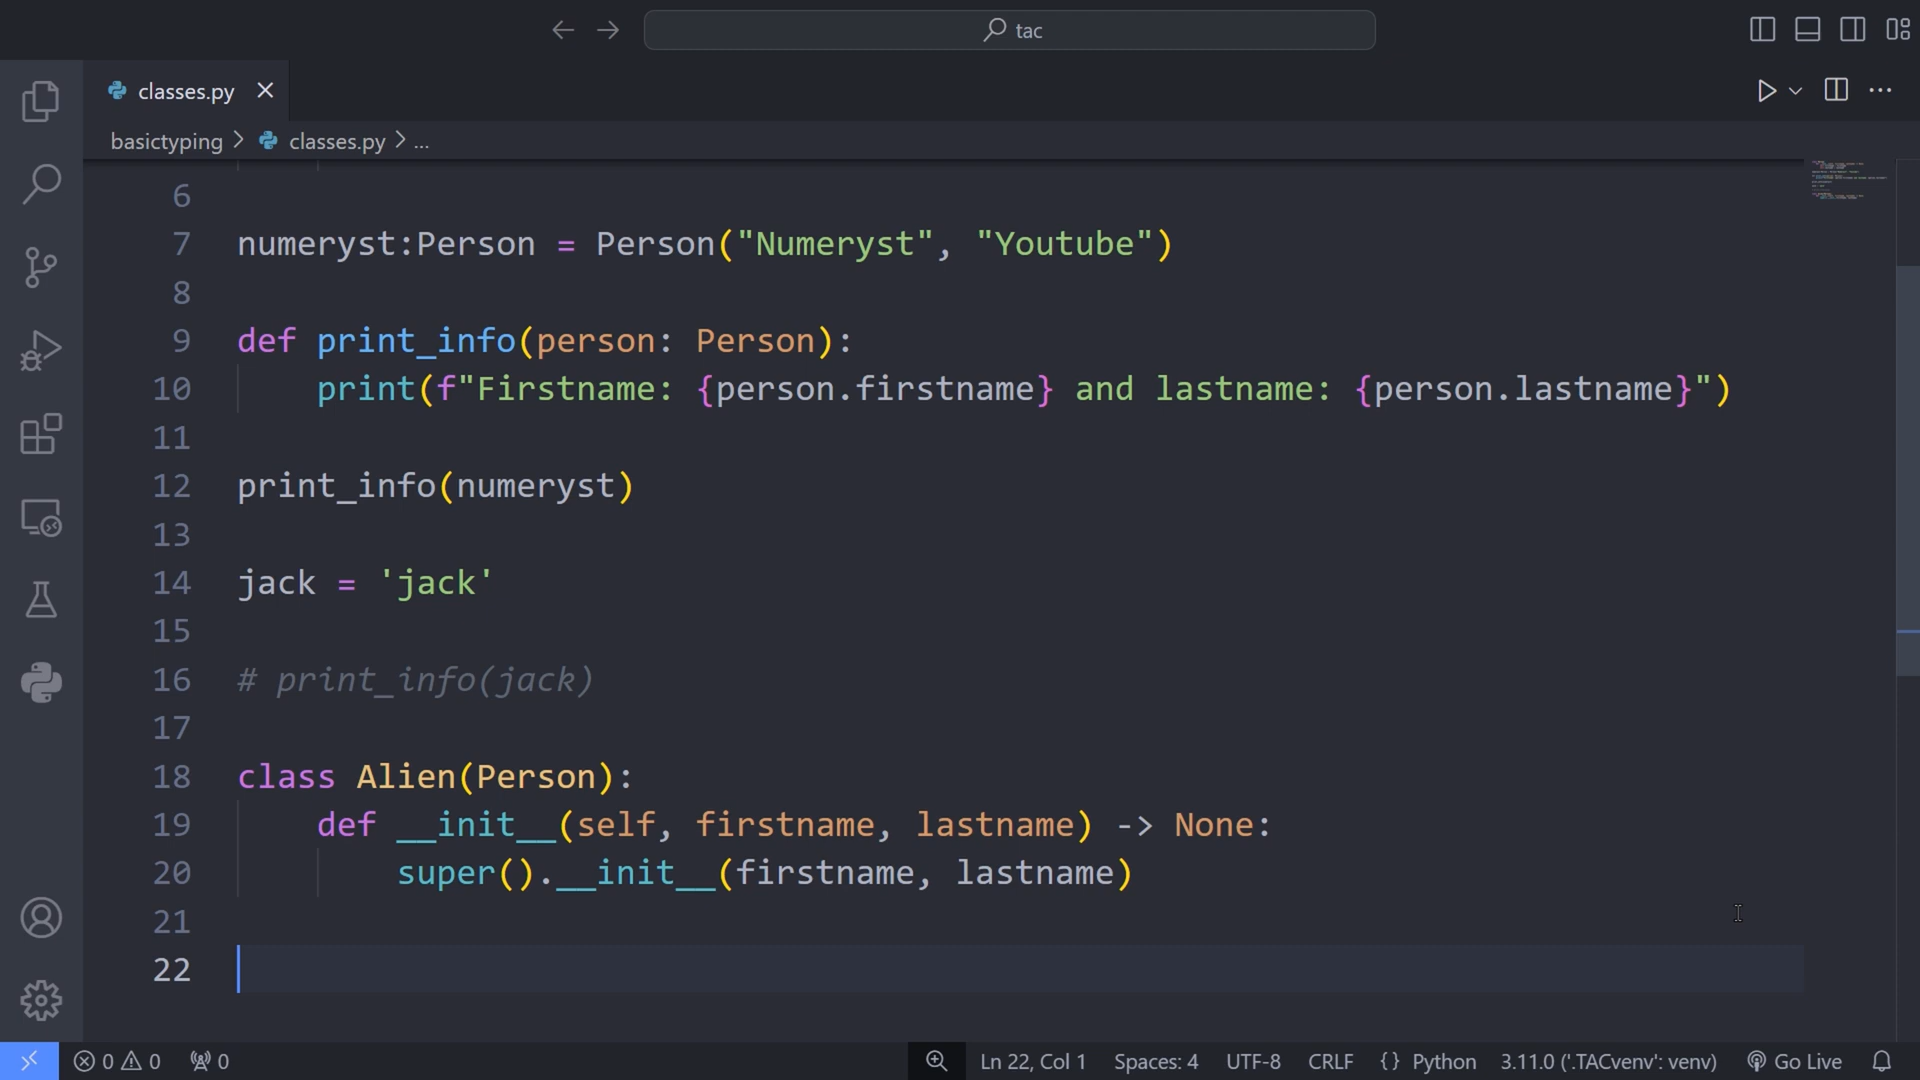 tac
classes.py
basictyping > classes.py > ...
6
7 numeryst:Person = Person("Numeryst", "Youtube")
8
9 def print_info(person: Person):
10 print(f"Firstname: {person.firstname} and lastname: {person.lastname}")
11
12 print_info(numeryst)
13
14 jack = 'jack'
15
16 # print_info(jack)
17
18 class Alien(Person):
19 def __init__(self, firstname, lastname) -> None:
20 super().__init__(firstname, lastname)
21
22
0 0 0 Ln 22, Col 1 Spaces: 4 UTF-8 CRLF {} Python 3.11.0 ('.TACvenv': venv) Go Live